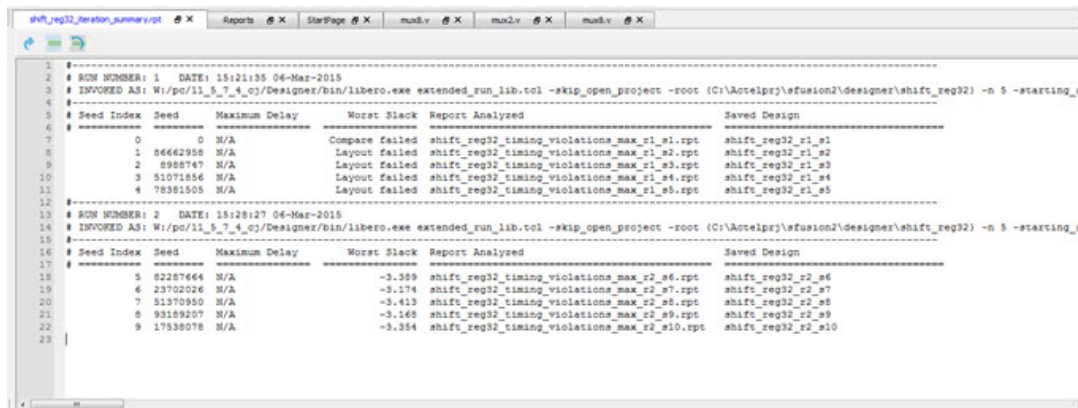 shift_reg32_iteration_summary.rpt Reports StartPage mux8.v mux2.v mux8.v
1 #----------------------------------------------------------------
2 # RUN NUMBER: 1 DATE: 15:21:35 06-Mar-2015
3 # INVOKED AS: W:/pc/11_5_7_4_cj/Designer/bin/libero.exe extended_run_lib.tcl -skip_open_project -root {C:\Actelprj\sfusion2\designer\shift_reg32} -n 5 -starting_
4 #----------------------------------------------------------------
5 # Seed Index Seed Maximum Delay Worst Slack Report Analyzed Saved Design
6 # ========== ======== ============= ============== ======================================== ================================
7 0 0 N/A Compare failed shift_reg32_timing_violations_max_r1_s1.rpt shift_reg32_r1_s1
8 1 86662958 N/A Layout failed shift_reg32_timing_violations_max_r1_s2.rpt shift_reg32_r1_s2
9 2 8988747 N/A Layout failed shift_reg32_timing_violations_max_r1_s3.rpt shift_reg32_r1_s3
10 3 51071856 N/A Layout failed shift_reg32_timing_violations_max_r1_s4.rpt shift_reg32_r1_s4
11 4 78381505 N/A Layout failed shift_reg32_timing_violations_max_r1_s5.rpt shift_reg32_r1_s5
12 #----------------------------------------------------------------
13 # RUN NUMBER: 2 DATE: 15:28:27 06-Mar-2015
14 # INVOKED AS: W:/pc/11_5_7_4_cj/Designer/bin/libero.exe extended_run_lib.tcl -skip_open_project -root {C:\Actelprj\sfusion2\designer\shift_reg32} -n 5 -starting_
15 #----------------------------------------------------------------
16 # Seed Index Seed Maximum Delay Worst Slack Report Analyzed Saved Design
17 # ========== ======== ============= ============== ======================================== ================================
18 5 82287664 N/A -3.389 shift_reg32_timing_violations_max_r2_s6.rpt shift_reg32_r2_s6
19 6 23702026 N/A -3.174 shift_reg32_timing_violations_max_r2_s7.rpt shift_reg32_r2_s7
20 7 51370950 N/A -3.413 shift_reg32_timing_violations_max_r2_s8.rpt shift_reg32_r2_s8
21 8 93189207 N/A -3.168 shift_reg32_timing_violations_max_r2_s9.rpt shift_reg32_r2_s9
22 9 17538078 N/A -3.354 shift_reg32_timing_violations_max_r2_s10.rpt shift_reg32_r2_s10
23